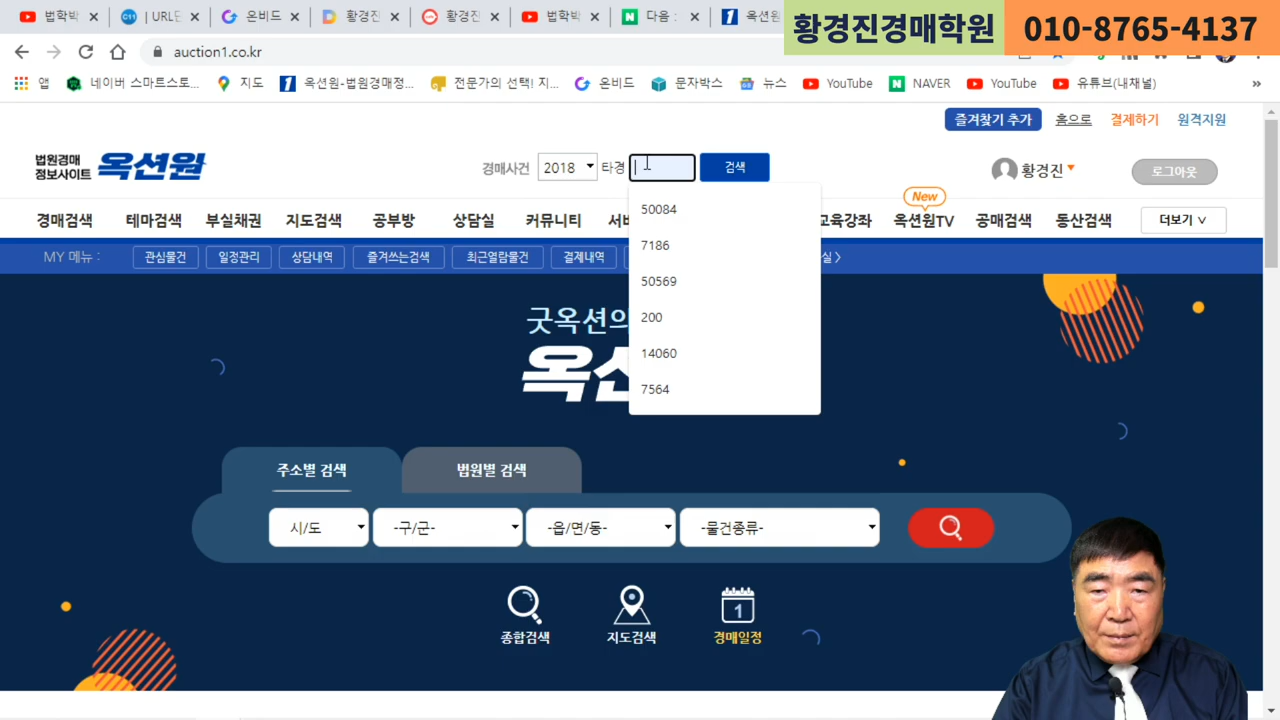 법학박
| URL단
온비드
황경진
황경진
법학박
다음 :
옥션원
황경진경매학원
010-8765-4137
auction1.co.kr
앱
네이버 스마트스토...
지도
옥션원-법원경매정...
전문가의 선택! 지...
온비드
문자박스
뉴스
YouTube
NAVER
YouTube
유튜브(내채널)
즐겨찾기 추가
홈으로
결제하기
원격지원
법원경매
정보사이트
옥션원
경매사건
2018
타경
검색
황경진
로그아웃
New
경매검색
테마검색
부실채권
지도검색
공부방
상담실
커뮤니티
교육강좌
옥션원TV
공매검색
동산검색
더보기
MY 메뉴 :
관심물건
일정관리
상담내역
즐겨쓰는검색
최근열람물건
결제내역
50084
7186
50569
200
14060
7564
굿옥션의
주소별 검색
법원별 검색
시/도
-구/군-
-읍/면/동-
-물건종류-
종합검색
지도검색
1
경매일정